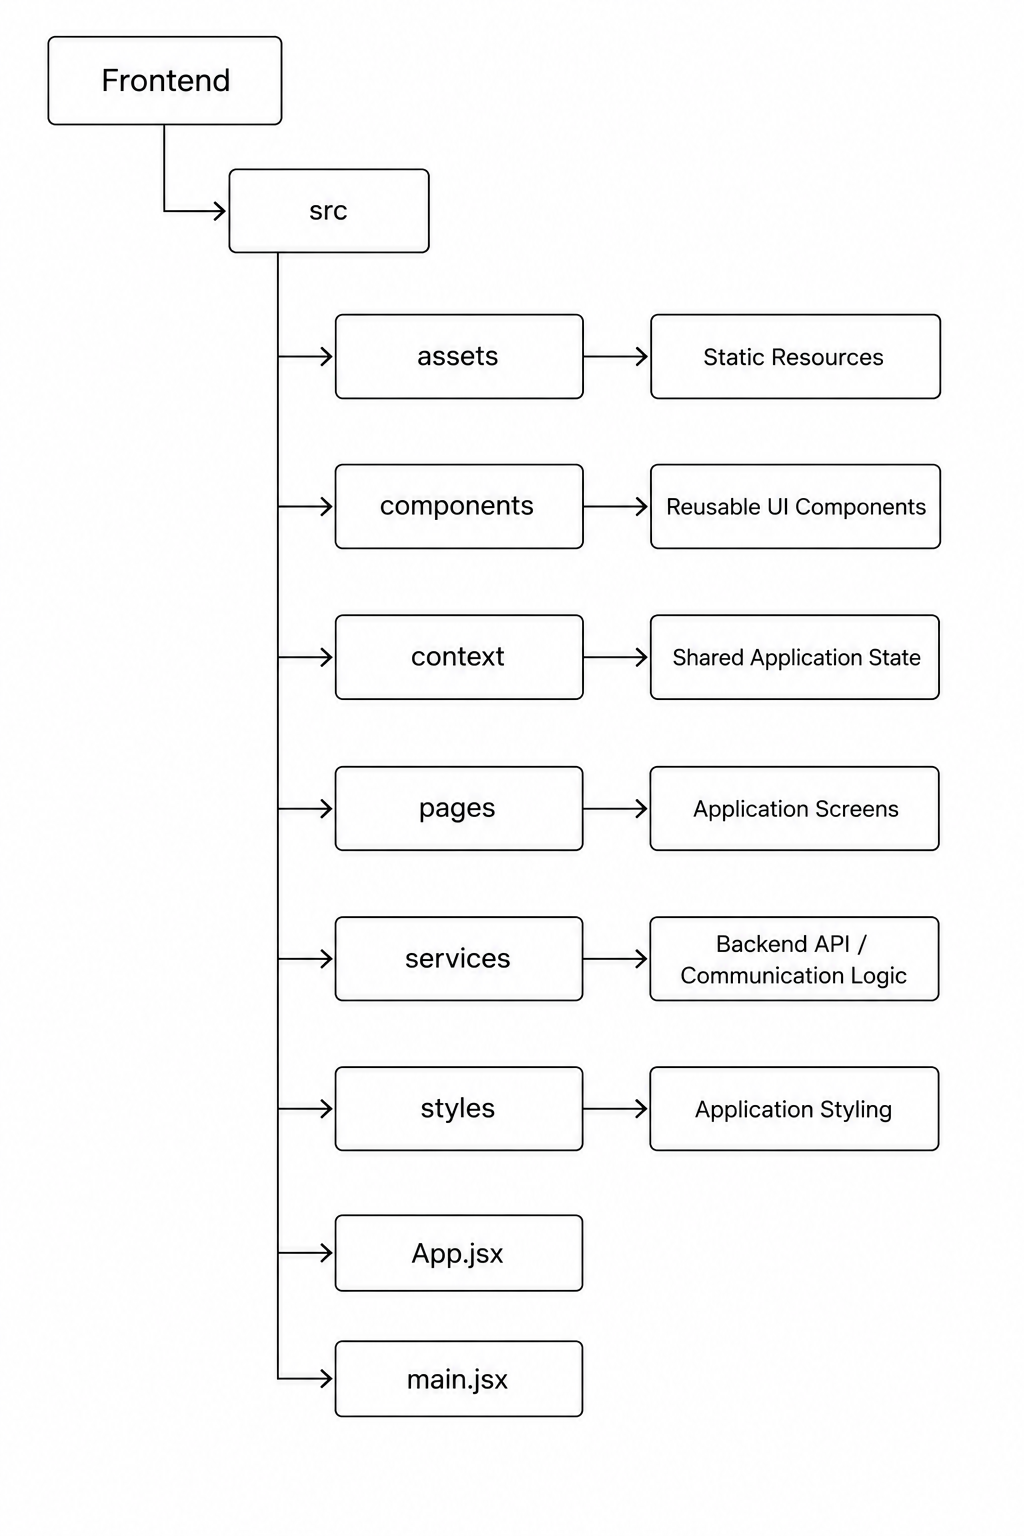 Frontend
src
assets
Static Resources
components
Reusable UI Components
context
Shared Application State
pages
Application Screens
services
Backend API /
Communication Logic
styles
Application Styling
App.jsx
main.jsx